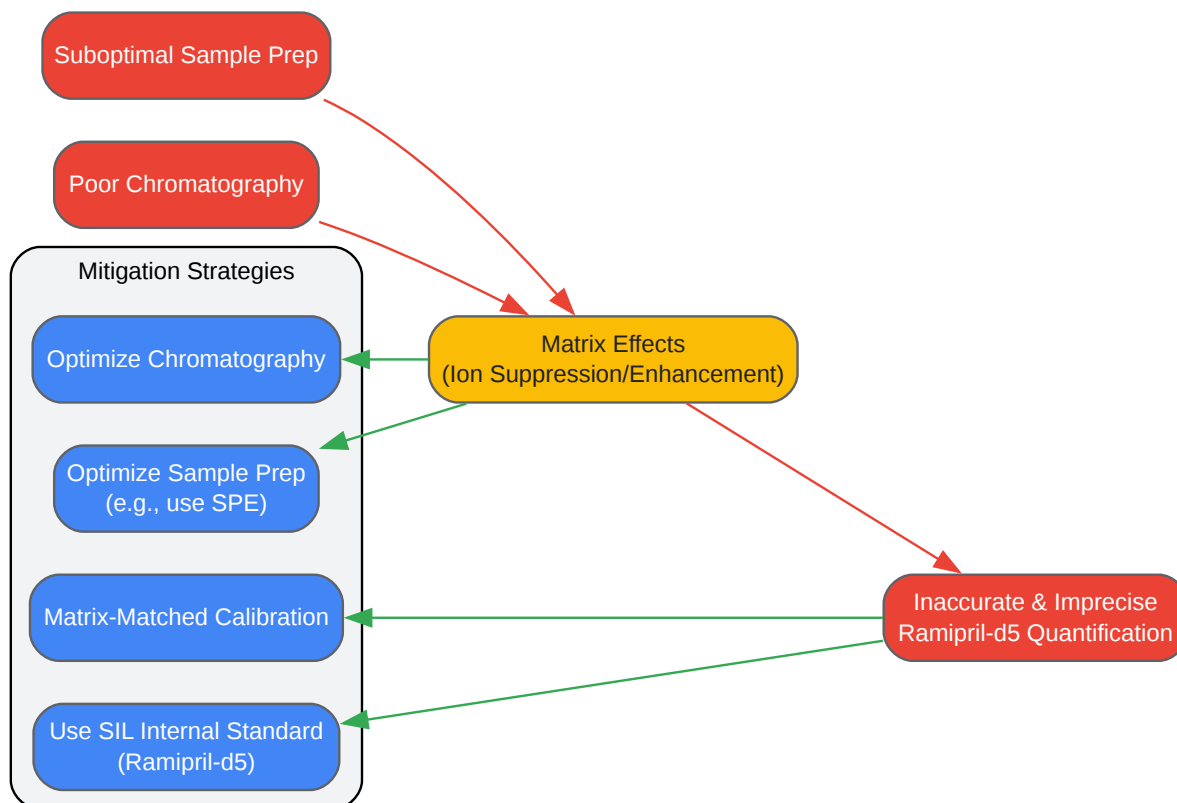 Suboptimal Sample Prep
Poor Chromatography
Mitigation Strategies
Optimize Chromatography
Matrix Effects
(Ion Suppression/Enhancement)
Optimize Sample Prep
(e.g., use SPE)
Matrix-Matched Calibration
Inaccurate & Imprecise
Ramipril-d5 Quantification
Use SIL Internal Standard
(Ramipril-d5)